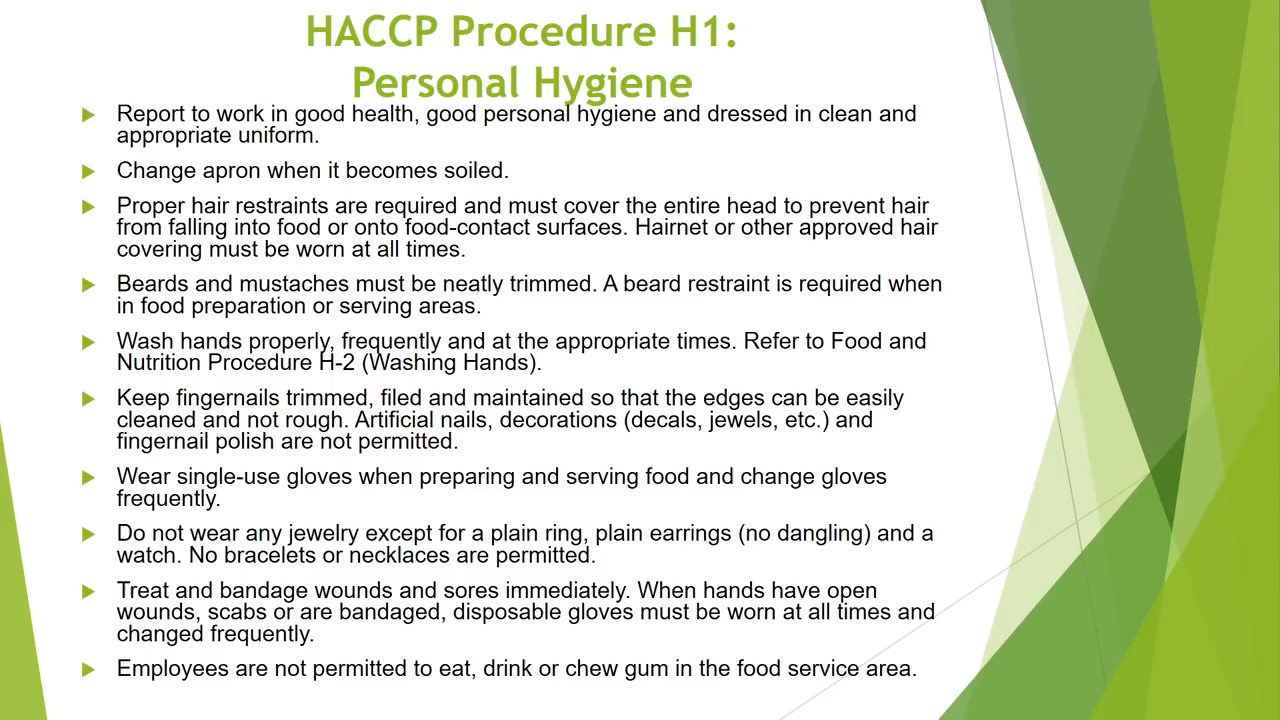 HACCP Procedure H1:
Personal Hygiene
Report to work in good health, good personal hygiene and dressed in clean and
appropriate uniform.
Change apron when it becomes soiled.
Proper hair restraints are required and must cover the entire head to prevent hair
from falling into food or onto food-contact surfaces. Hairnet or other approved hair
covering must be worn at all times.
Beards and mustaches must be neatly trimmed. A beard restraint is required when
in food preparation or serving areas.
Wash hands properly, frequently and at the appropriate times. Refer to Food and
Nutrition Procedure H-2 (Washing Hands).
Keep fingernails trimmed, filed and maintained so that the edges can be easily
cleaned and not rough. Artificial nails, decorations (decals, jewels, etc.) and
fingernail polish are not permitted.
Wear single-use gloves when preparing and serving food and change gloves
frequently.
Do not wear any jewelry except for a plain ring, plain earrings (no dangling) and a
watch. No bracelets or necklaces are permitted.
Treat and bandage wounds and sores immediately. When hands have open
wounds, scabs or are bandaged, disposable gloves must be worn at all times and
changed frequently.
Employees are not permitted to eat, drink or chew gum in the food service area.